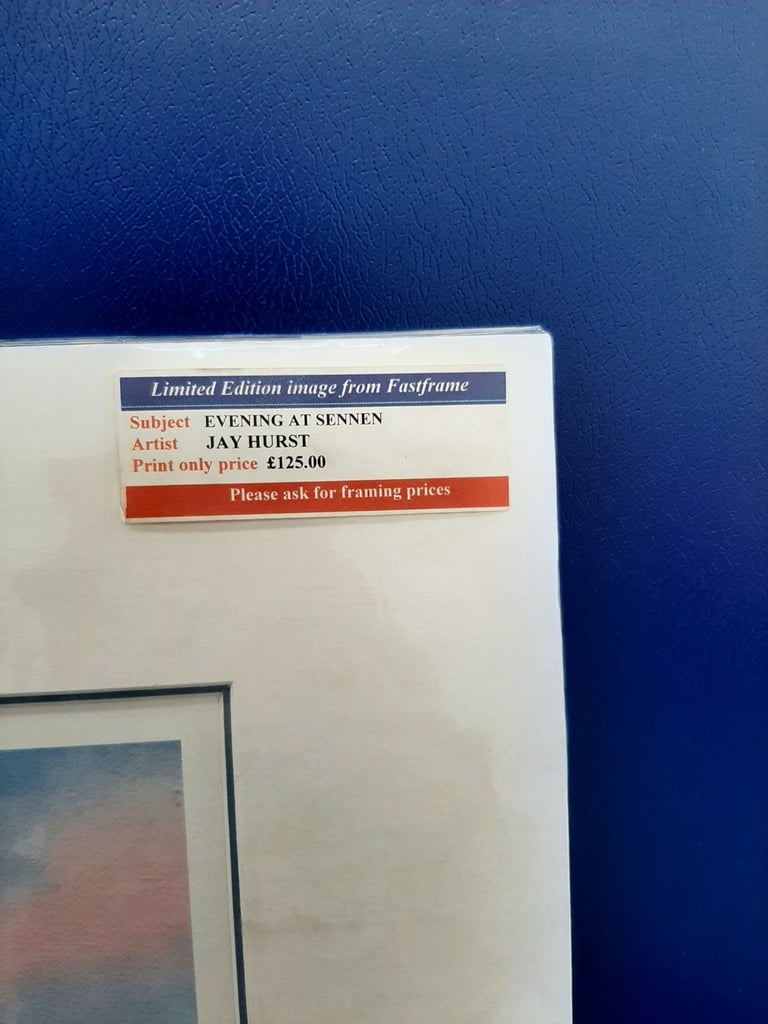 Limited Edition image from Fastframe
Subject EVENING AT SENNEN
Artist JAY HURST
Print only price £125.00
Please ask for framing prices